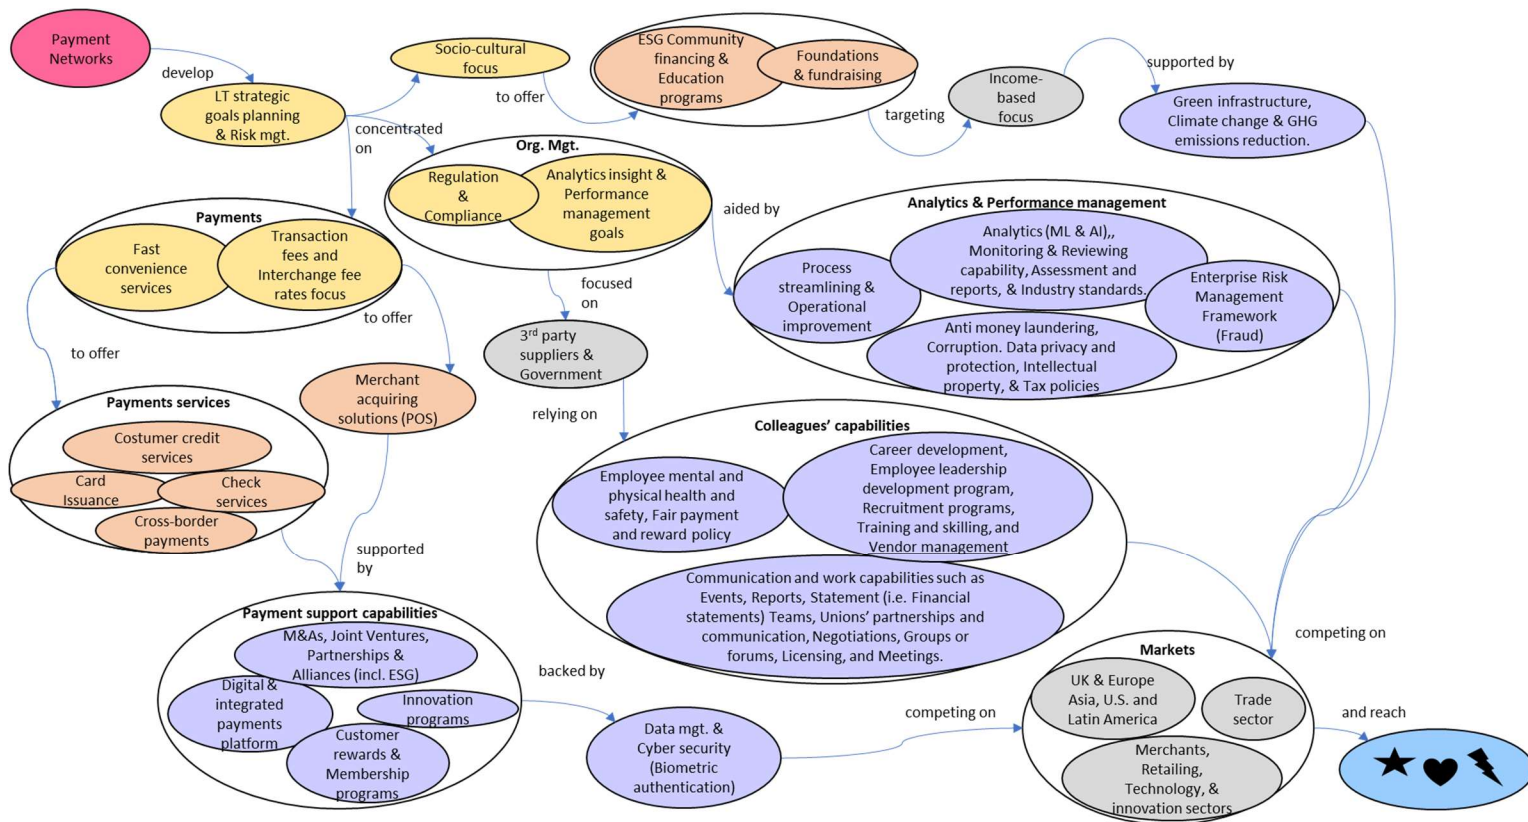 Payment
Networks
develop
LT strategic
goals planning
& Risk mgt.
concentrated
on
Socio-cultural
focus
to offer
ESG Community
financing &
Education
programs
Foundations
& fundraising
targeting
Income-
based
focus
supported by
Green infrastructure,
Climate change & GHG
emissions reduction.
Org. Mgt.
Regulation
&
Compliance
Analytics insight &
Performance
management
goals
aided by
Analytics & Performance management
Analytics (ML & AI),,
Monitoring &
Reviewing
capability, Assessment and
reports, & Industry standards.
Process
streamlining &
Operational
improvement
Enterprise Risk
Management
Framework
(Fraud)
Anti money laundering,
Corruption. Data privacy and
protection, Intellectual
property, & Tax policies
Payments
Fast
convenience
services
Transaction
fees and
Interchange fee
rates focus
to offer
to offer
focused
on
3rd party
suppliers &
Government
relying on
Merchant
acquiring
solutions (POS)
Payments services
Costumer credit
services
Card
Issuance
Check
services
Cross-border
payments
supported
by
Colleagues’ capabilities
Employee mental and
physical health and
safety, Fair payment
and reward policy
Career development,
Employee leadership
development program,
Recruitment programs,
Training and skilling, and
Vendor management
Communication and work capabilities such as
Events, Reports, Statement (i.e. Financial
statements) Teams, Unions’ partnerships and
communication, Negotiations, Groups or
forums, Licensing, and Meetings.
Payment support capabilities
M&As, Joint Ventures,
Partnerships &
Alliances (incl. ESG)
Digital &
integrated
payments
platform
Innovation
programs
Customer
rewards &
Membership
programs
backed by
Data mgt. &
Cyber security
(Biometric
authentication)
competing on
competing on
Markets
UK & Europe
Asia, U.S. and
Latin America
Trade
sector
Merchants,
Retailing,
Technology, &
innovation sectors
and reach